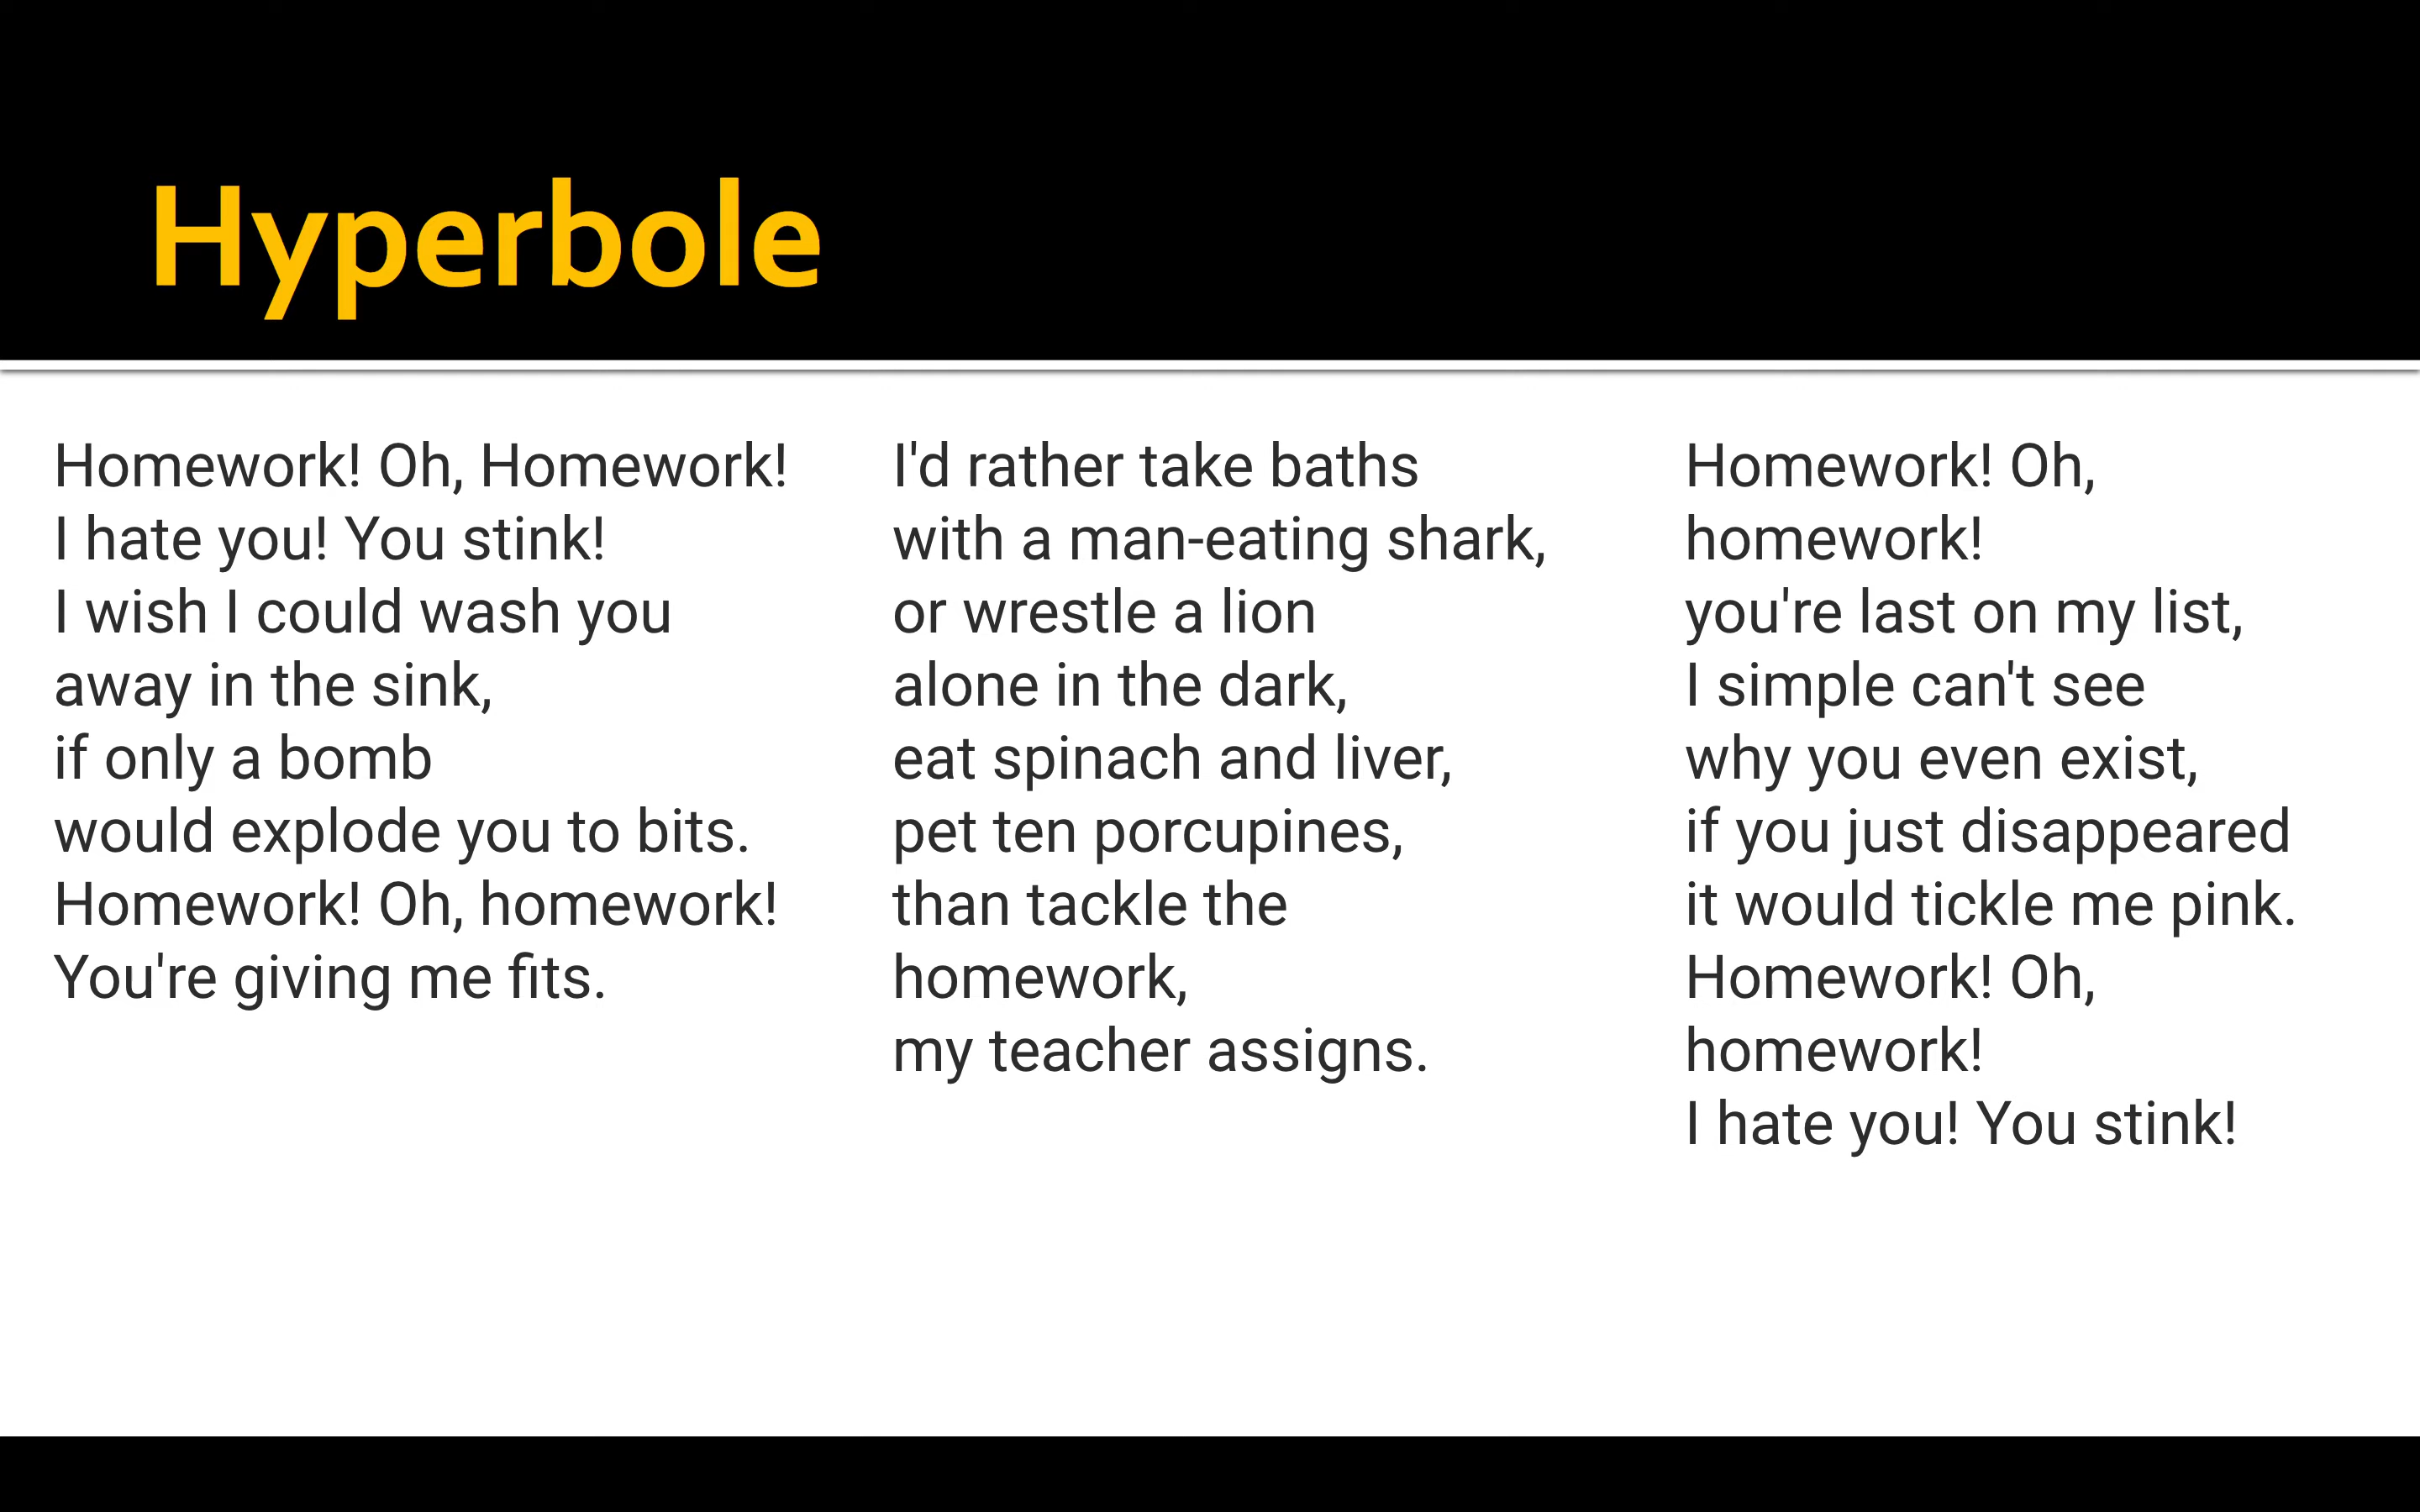 Hyperbole
Homework! Oh, Homework!
I hate you! You stink!
I wish I could wash you
away in the sink,
if only a bomb
would explode you to bits.
Homework! Oh, homework!
You're giving me fits.
I'd rather take baths
with a man-eating shark,
or wrestle a lion
alone in the dark,
eat spinach and liver,
pet ten porcupines,
than tackle the
homework,
my teacher assigns.
Homework! Oh,
homework!
you're last on my list,
I simple can't see
why you even exist,
if you just disappeared
it would tickle me pink.
Homework! Oh,
homework!
I hate you! You stink!